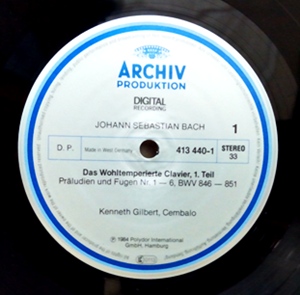 ARCHIV
PRODUKTION
DIGITAL
RECORDING
JOHANN SEBASTIAN BACH
1
D. P. Made in West Germany 413 440-1 STEREO
33
Das Wohltemperierte Clavier, 1. Teil
Präludien und Fugen Nr. 1 — 6, BWV 846 — 851
Kenneth Gilbert, Cembalo
℗ 1984 Polydor International
GmbH, Hamburg